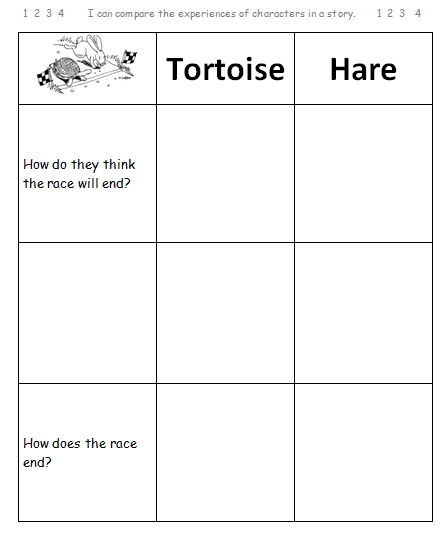 1 2 3 4 I can compare the experiences of characters in a story. 1 2 3 4
Tortoise Hare
How do they think
the race will end?
How does the race
end?